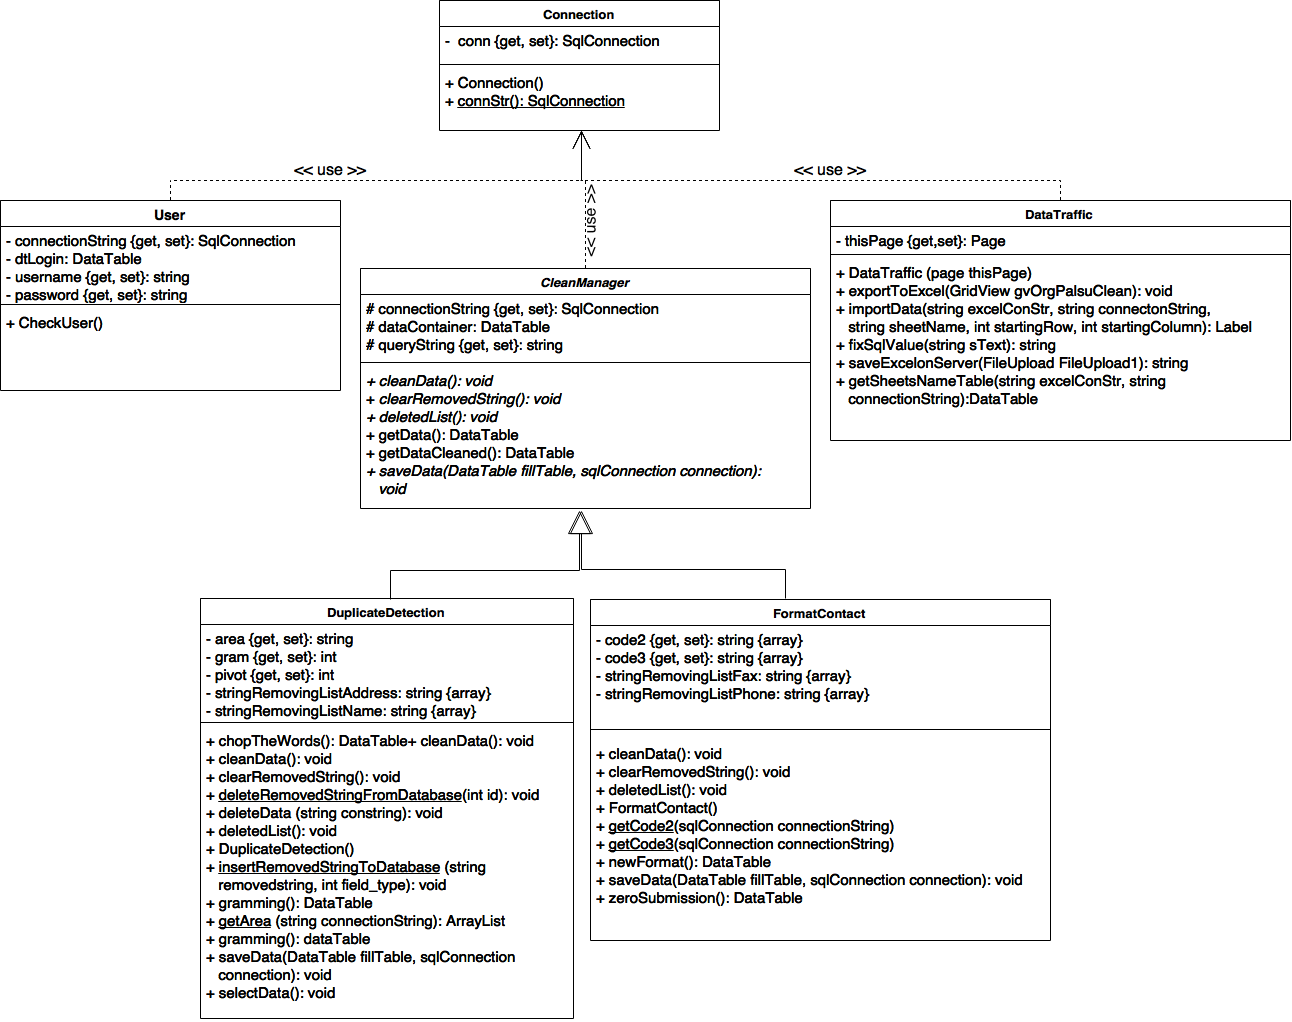 Connection
- conn {get, set}: SqlConnection
+ Connection()
+ connStr(): SqlConnection
<< use >>
<< use >>
<< use >>
User
- connectionString {get, set}: SqlConnection
- dtLogin: DataTable
- username {get, set}: string
- password {get, set}: string
+ CheckUser()
CleanManager
# connectionString {get, set}: SqlConnection
# dataContainer: DataTable
# queryString {get, set}: string
+ cleanData(): void
+ clearRemovedString(): void
+ deletedList(): void
+ getData(): DataTable
+ getDataCleaned(): DataTable
+ saveData(DataTable fillTable, sqlConnection connection):
void
DataTraffic
- thisPage {get,set}: Page
+ DataTraffic (page thisPage)
+ exportToExcel(GridView gvOrgPalsuClean): void
+ importData(string excelConStr, string connectonString,
string sheetName, int startingRow, int startingColumn): Label
+ fixSqlValue(string sText): string
+ saveExcelonServer(FileUpload FileUpload1): string
+ getSheetsNameTable(string excelConStr, string
connectionString):DataTable
DuplicateDetection
- area {get, set}: string
- gram {get, set}: int
- pivot {get, set}: int
- stringRemovingListAddress: string {array}
- stringRemovingListName: string {array}
+ chopTheWords(): DataTable+ cleanData(): void
+ cleanData(): void
+ clearRemovedString(): void
+ deleteRemovedStringFromDatabase(int id): void
+ deleteData (string constring): void
+ deletedList(): void
+ DuplicateDetection()
+ insertRemovedStringToDatabase (string
removedstring, int field_type): void
+ gramming(): DataTable
+ getArea (string connectionString): ArrayList
+ gramming(): dataTable
+ saveData(DataTable fillTable, sqlConnection
connection): void
+ selectData(): void
FormatContact
- code2 {get, set}: string {array}
- code3 {get, set}: string {array}
- stringRemovingListFax: string {array}
- stringRemovingListPhone: string {array}
+ cleanData(): void
+ clearRemovedString(): void
+ deletedList(): void
+ FormatContact()
+ getCode2(sqlConnection connectionString)
+ getCode3(sqlConnection connectionString)
+ newFormat(): DataTable
+ saveData(DataTable fillTable, sqlConnection connection): void
+ zeroSubmission(): DataTable